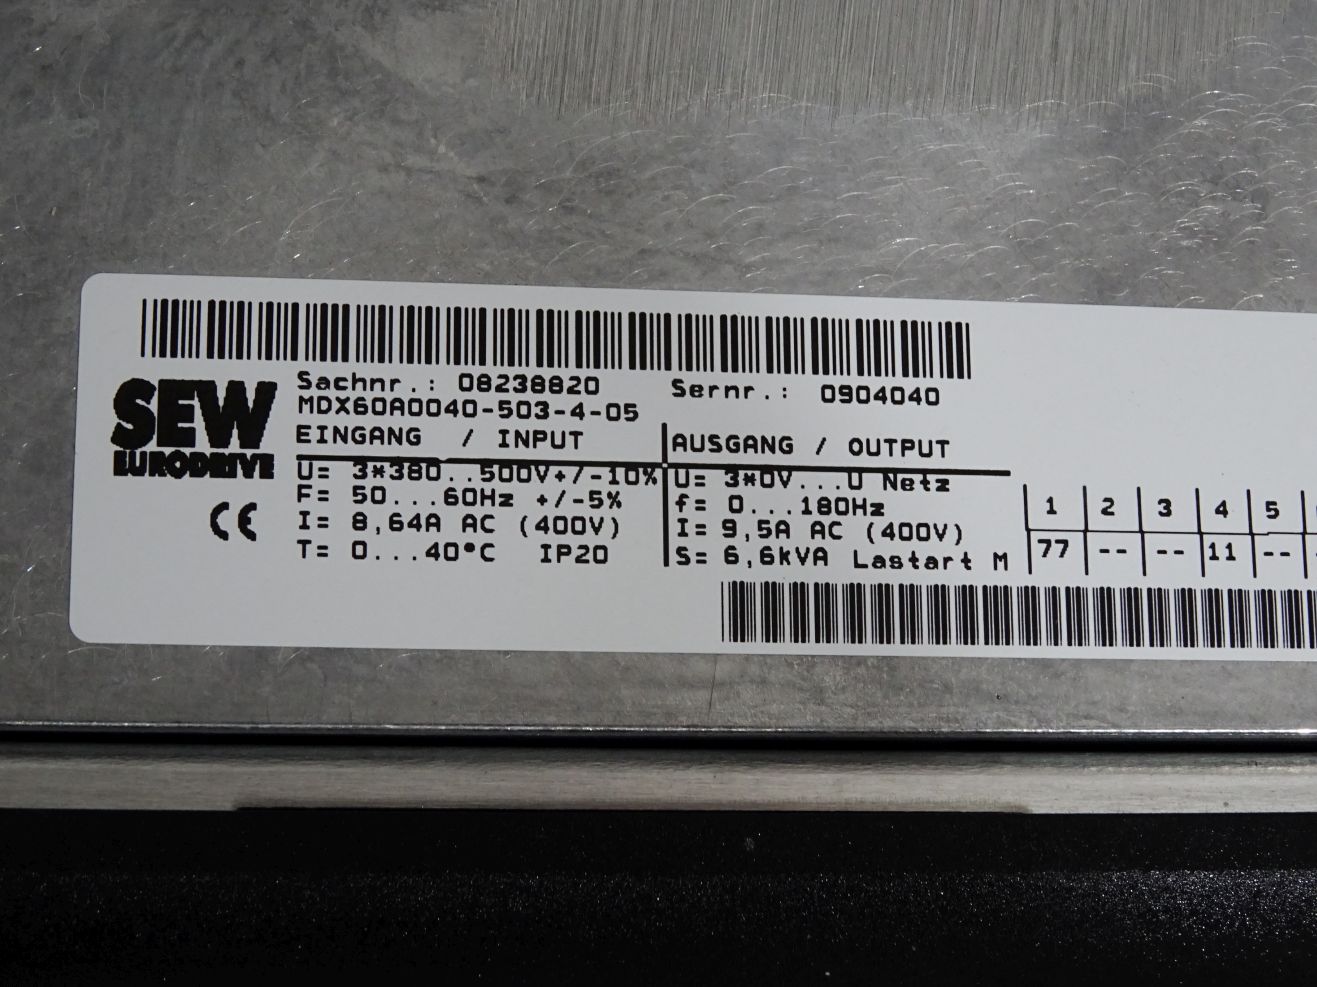 Sachnr.: 08238820 Sernr.: 0904040
MDX60A0040-503-4-05
SEW
EURODRIVE
EINGANG / INPUT
U= 3*380..500V+/-10%
F= 50...60Hz +/-5%
I= 8,64A AC (400V)
T= 0...40°C IP20
AUSGANG / OUTPUT
U= 3*0V...U Netz
f= 0...180Hz
I= 9,5A AC (400V)
S= 6,6kVA Lastart M
CE
1 2 3 4 5
77 -- -- 11 --